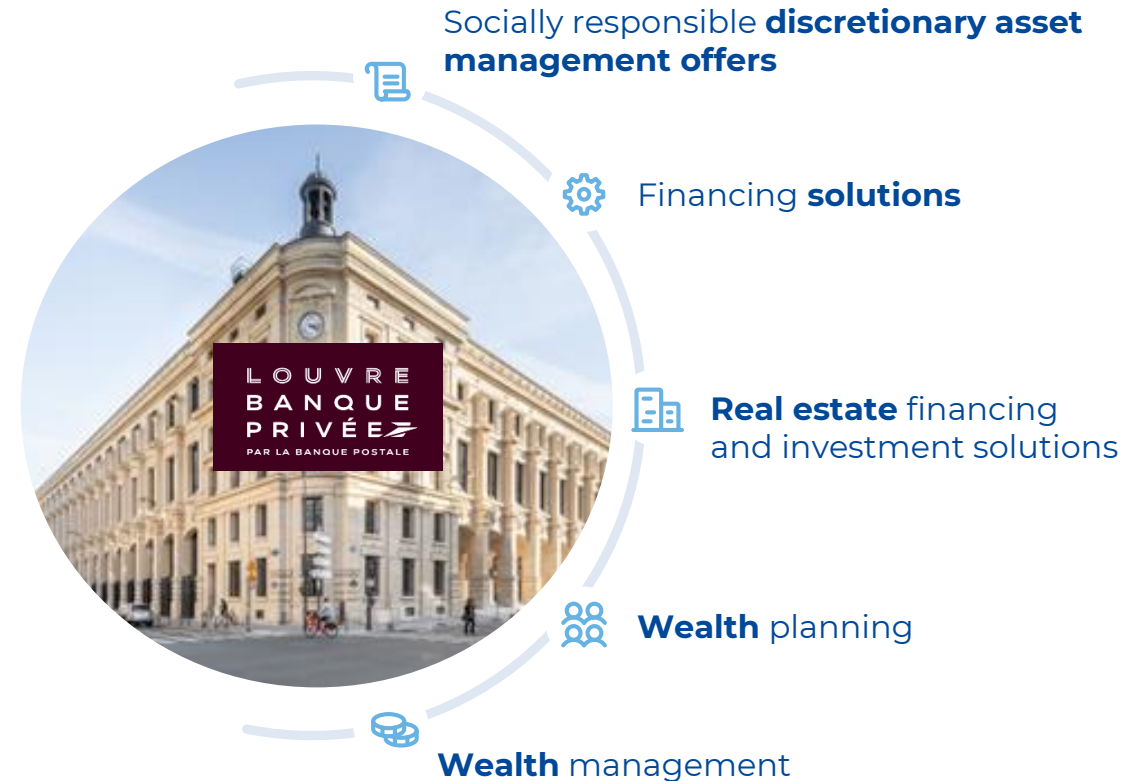 Socially responsible discretionary asset
management offers
Financing solutions
LOUVRE
BANQUE
PRIVÉE
PAR LA BANQUE POSTALE
Real estate financing
and investment solutions
Wealth planning
Wealth management